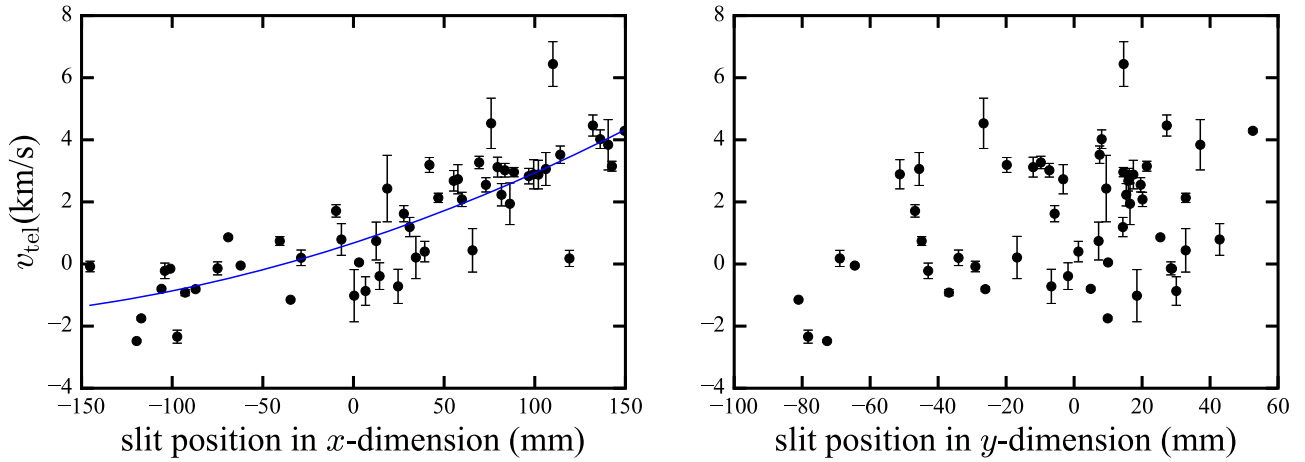 8
6
4
2
0
−2
−4
v_tel(km/s)
−150 −100 −50 0 50 100 150
slit position in x-dimension (mm)
8
6
4
2
0
−2
−4
−100 −80 −60 −40 −20 0 20 40 60
slit position in y-dimension (mm)